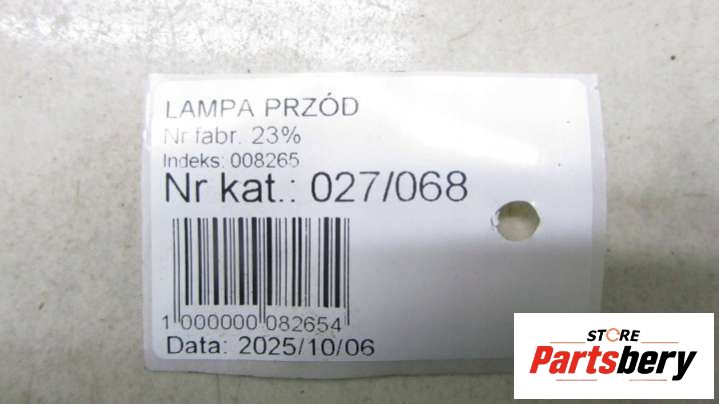 LAMPA PRZÓD
Nr fabr. 23%
Indeks: 008265
Nr kat.: 027/068
1 000000 082654
Data: 2025/10/06
STORE
Partsbery